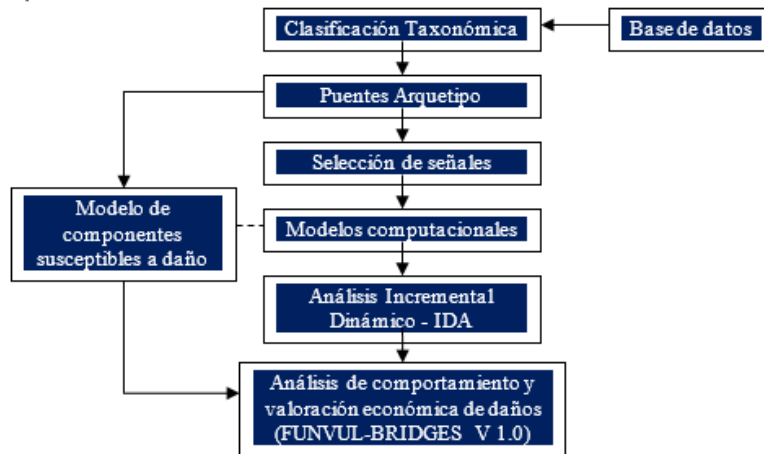 Clasificación Taxonómica
Base de datos
Puentes Arquetipo
Selección de señales
Modelo de
componentes
susceptibles a daño
Modelos computacionales
Análisis Incremental
Dinámico - IDA
Análisis de comportamiento y
valoración económica de daños
(FUNVUL-BRIDGES V 1.0)